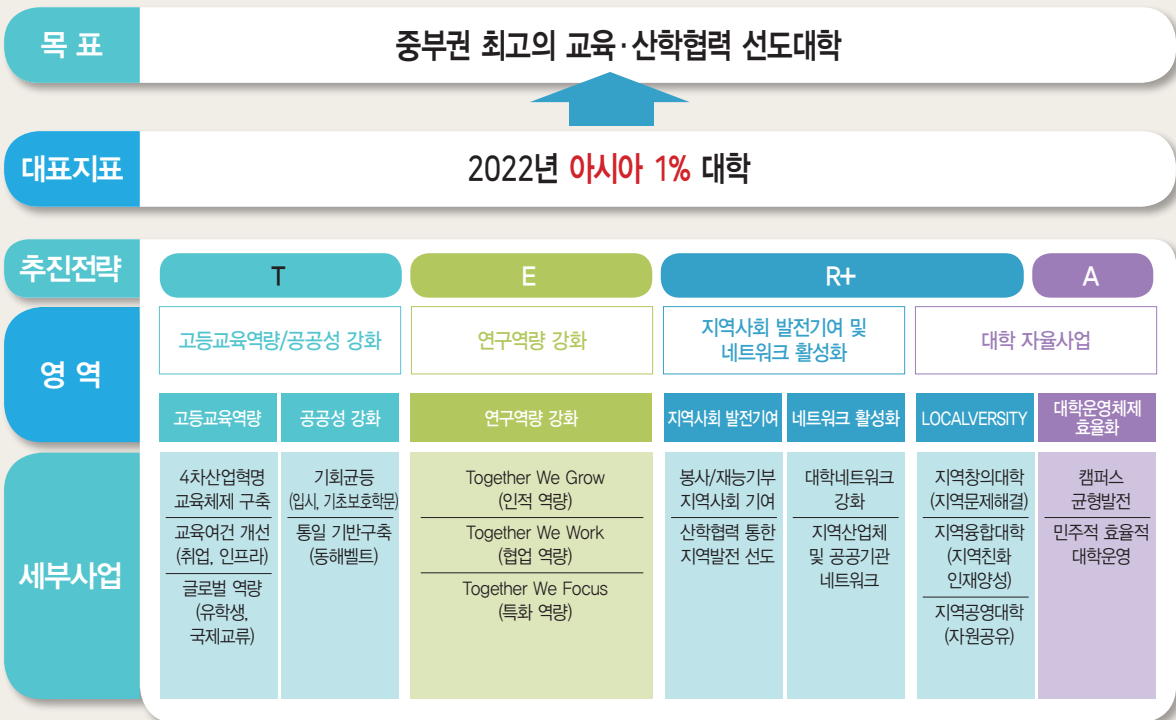 목 표
중부권 최고의 교육·산학협력 선도대학
대표지표
2022년 아시아 1% 대학
추진전략
T
E
R+
A
영 역
고등교육역량/공공성 강화
연구역량 강화
지역사회 발전기여 및
네트워크 활성화
대학 자율사업
고등교육역량
공공성 강화
연구역량 강화
지역사회 발전기여
네트워크 활성화
LOCALVERSITY
대학운영체제
효율화
세부사업
4차산업혁명
교육체제 구축
교육여건 개선
(취업, 인프라)
글로벌 역량
(유학생,
국제교류)
기회균등
(입시, 기초보호학문)
통일 기반구축
(동해벨트)
Together We Grow
(인적 역량)
Together We Work
(협업 역량)
Together We Focus
(특화 역량)
봉사/재능기부
지역사회 기여
산학협력 통한
지역발전 선도
대학네트워크
강화
지역산업체
및 공공기관
네트워크
지역창의대학
(지역문제해결)
지역융합대학
(지역친화
인재양성)
지역공영대학
(자원공유)
캠퍼스
균형발전
민주적 효율적
대학운영